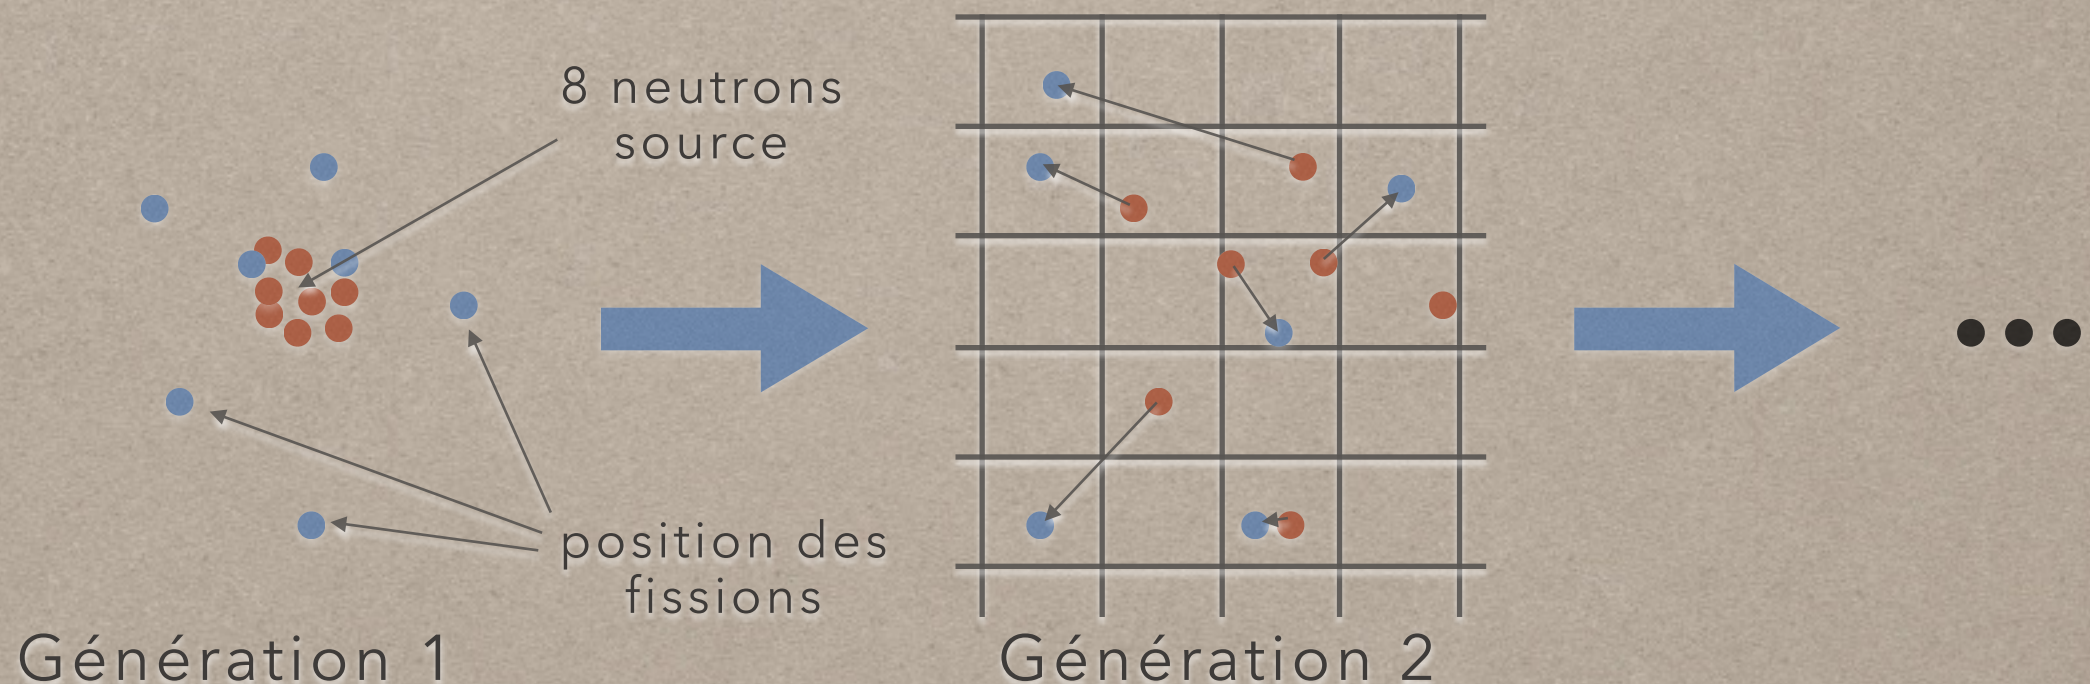 8 neutrons
source
position des
fissions
Génération 1
Génération 2